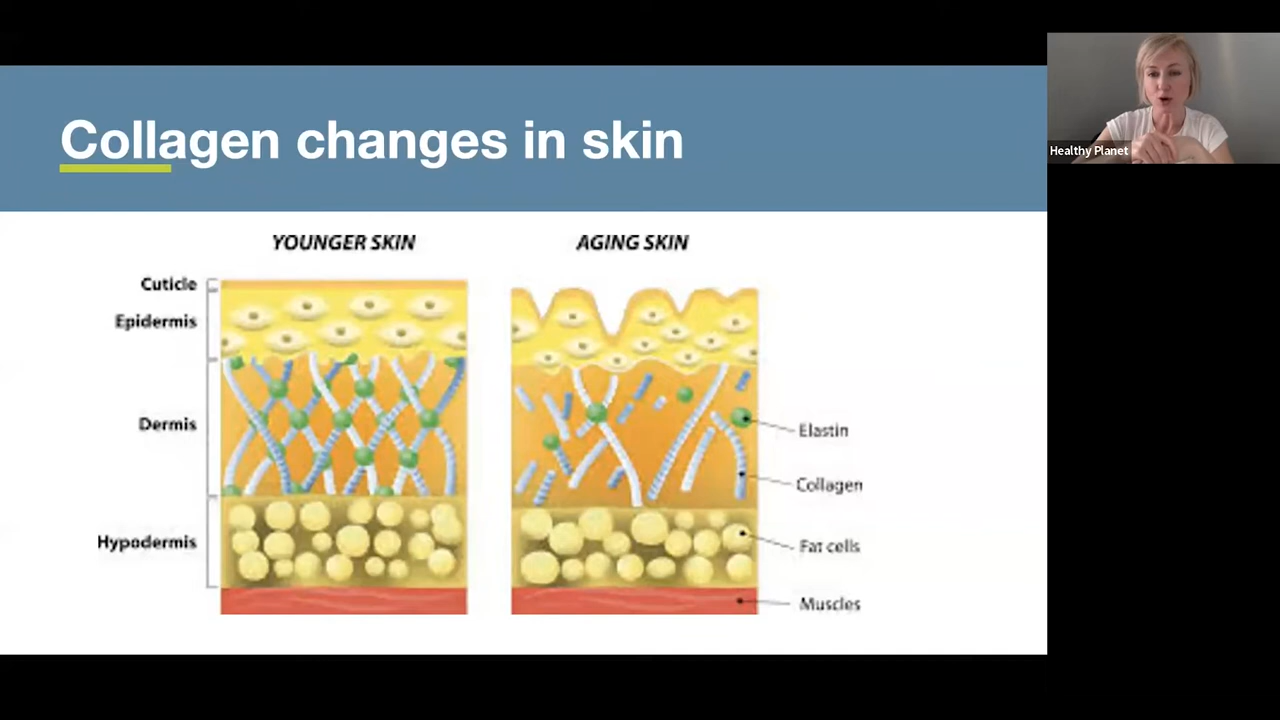 Collagen changes in skin
Healthy Planet
YOUNGER SKIN
AGING SKIN
Cuticle
Epidermis
Dermis
Hypodermis
Elastin
Collagen
Fat cells
Muscles